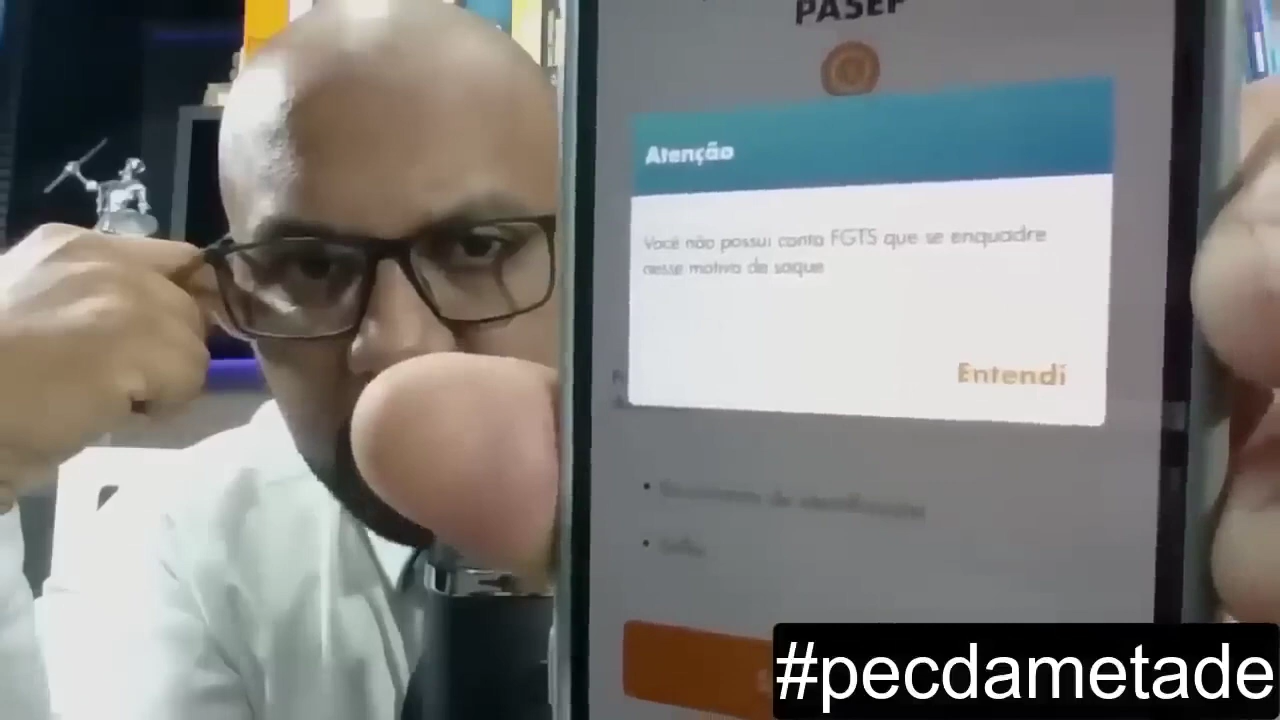 PASEP
Atenção
Você não possui conta FGTS que se enquadre
nesse motivo de saque
Entendi
#pecdametade